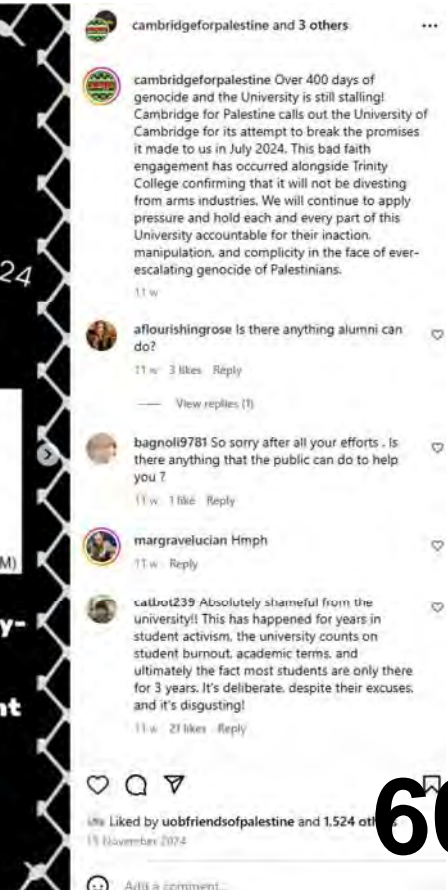 cambridgeforpalestine and 3 others
cambridgeforpalestine Over 400 days of
genocide and the University is still stalling!
Cambridge for Palestine calls out the University of
Cambridge for its attempt to break the promises
it made to us in July 2024. This bad faith
engagement has occurred alongside Trinity
College confirming that it will not be divesting
from arms industries. We will continue to apply
pressure and hold each and every part of this
University accountable for their inaction,
manipulation, and complicity in the face of ever-
escalating genocide of Palestinians.
11 w
24
aflourishingrose Is there anything alumni can
do?
11 w 3 likes Reply
View replies (1)
bagnoli9781 So sorry after all your efforts . Is
there anything that the public can do to help
you ?
11 w 1 like Reply
margravelucian Hmph
11 w Reply
M)
catbot239 Absolutely shameful from the
university!! This has happened for years in
student activism, the university counts on
student burnout, academic terms, and
ultimately the fact most students are only there
for 3 years. It's deliberate, despite their excuses,
and it's disgusting!
11 w 21 likes Reply
y-
nt
Liked by uobfriendsofpalestine and 1,524 oth
60
15 November 2024
Add a comment...